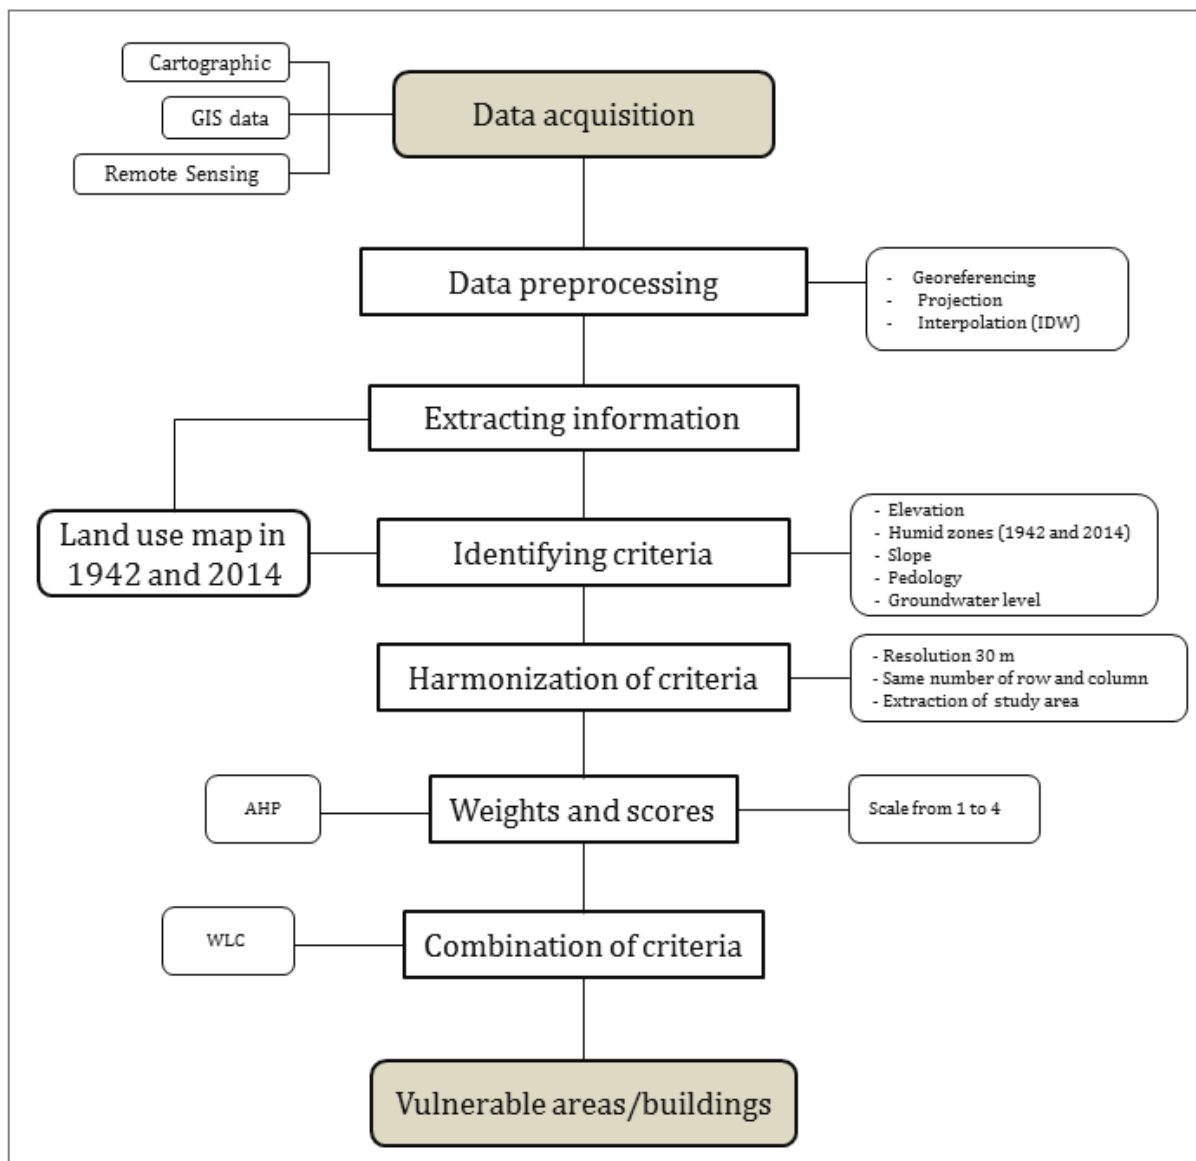 Cartographic
GIS data
Remote Sensing
Data acquisition
Data preprocessing
- Georeferencing
- Projection
- Interpolation (IDW)
Extracting information
Land use map in
1942 and 2014
Identifying criteria
- Elevation
- Humid zones (1942 and 2014)
- Slope
- Pedology
- Groundwater level
Harmonization of criteria
- Resolution 30 m
- Same number of row and column
- Extraction of study area
AHP
Weights and scores
Scale from 1 to 4
WLC
Combination of criteria
Vulnerable areas/buildings